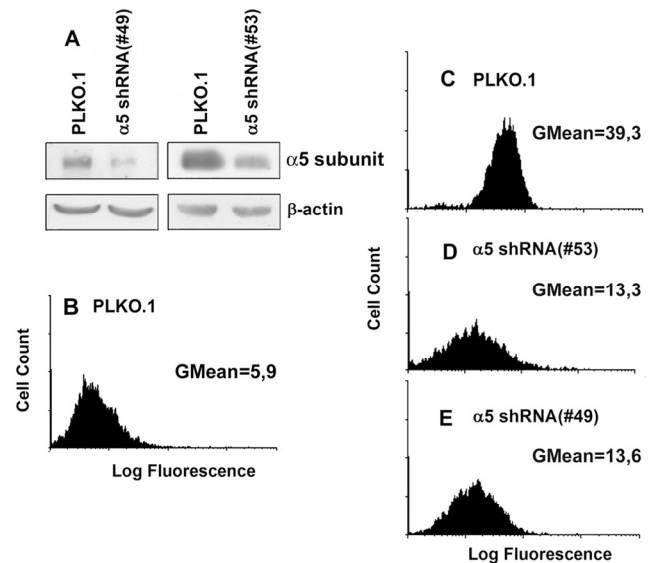 A
PLKO.1
α5 shRNA(#49)
PLKO.1
α5 shRNA(#53)
α5 subunit
β-actin
B PLKO.1
GMean=5,9
Cell Count
Log Fluorescence
C
PLKO.1
GMean=39,3
D α5 shRNA(#53)
GMean=13,3
Cell Count
E α5 shRNA(#49)
GMean=13,6
Log Fluorescence